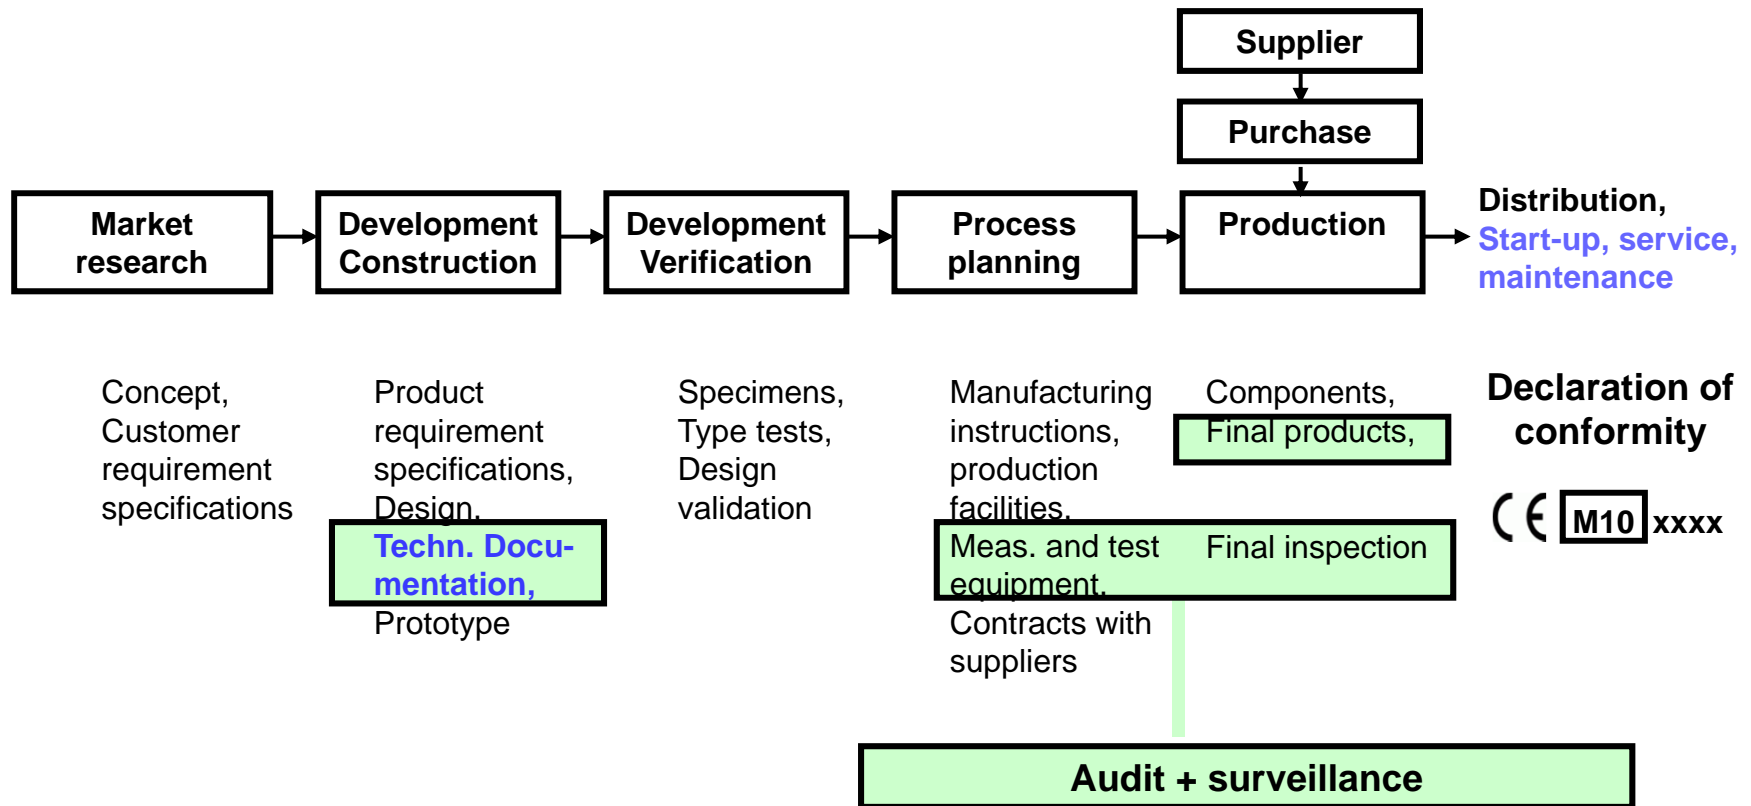 Supplier
Purchase
Market
research
Development
Construction
Development
Verification
Process
planning
Production
Distribution,
Start-up, service,
maintenance
Concept,
Customer
requirement
specifications
Product
requirement
specifications,
Design,
Techn. Docu-
mentation,
Prototype
Specimens,
Type tests,
Design
validation
Manufacturing
instructions,
production
facilities,
Meas. and test
equipment,
Contracts with
suppliers
Components,
Final products,
Final inspection
Declaration of
conformity
CE M10 xxxx
Audit + surveillance